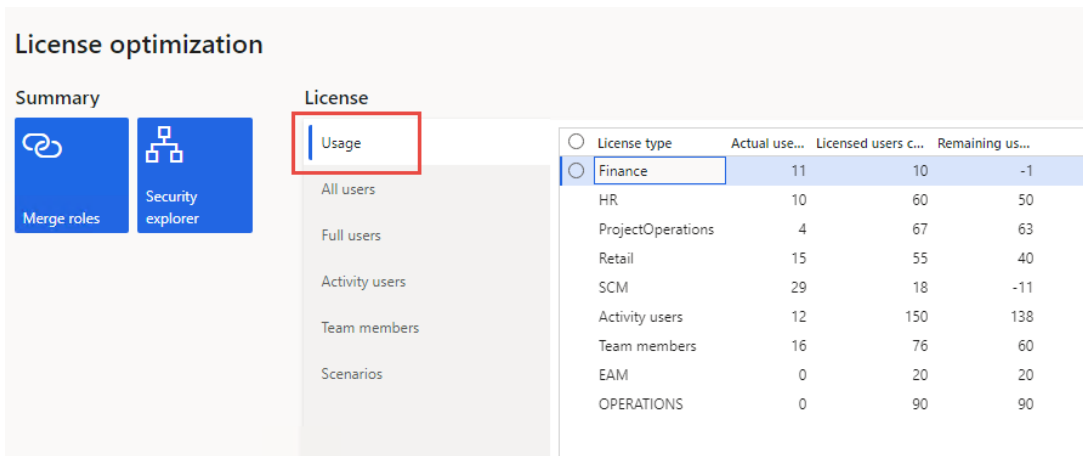 License optimization
Summary
Merge roles
Security
explorer
License
Usage
All users
Full users
Activity users
Team members
Scenarios
License type Actual use... Licensed users c... Remaining us...
Finance 11 10 -1
HR 10 60 50
ProjectOperations 4 67 63
Retail 15 55 40
SCM 29 18 -11
Activity users 12 150 138
Team members 16 76 60
EAM 0 20 20
OPERATIONS 0 90 90